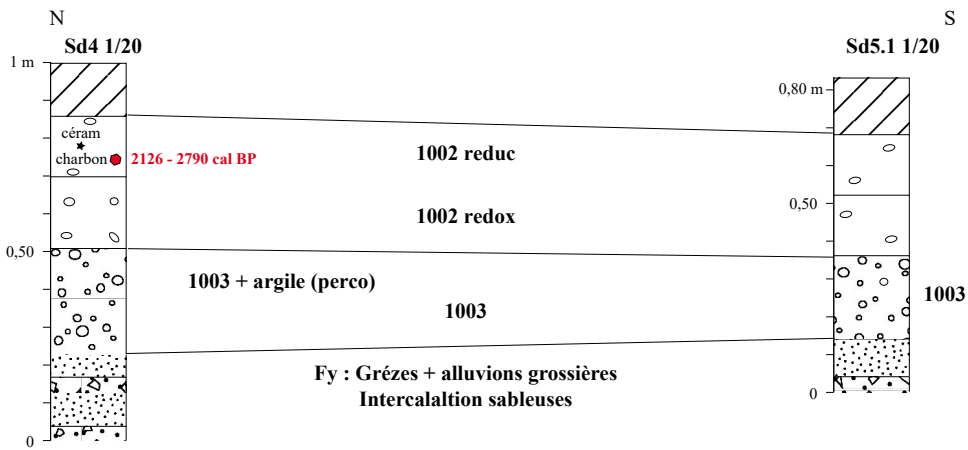 N
S
Sd4 1/20
Sd5.1 1/20
1 m
0,80 m
céram
charbon
2126 - 2790 cal BP
1002 reduc
1002 redox
0,50
0,50
1003 + argile (perco)
1003
1003
Fy : Grézes + alluvions grossières
Intercalaltion sableuses
0
0